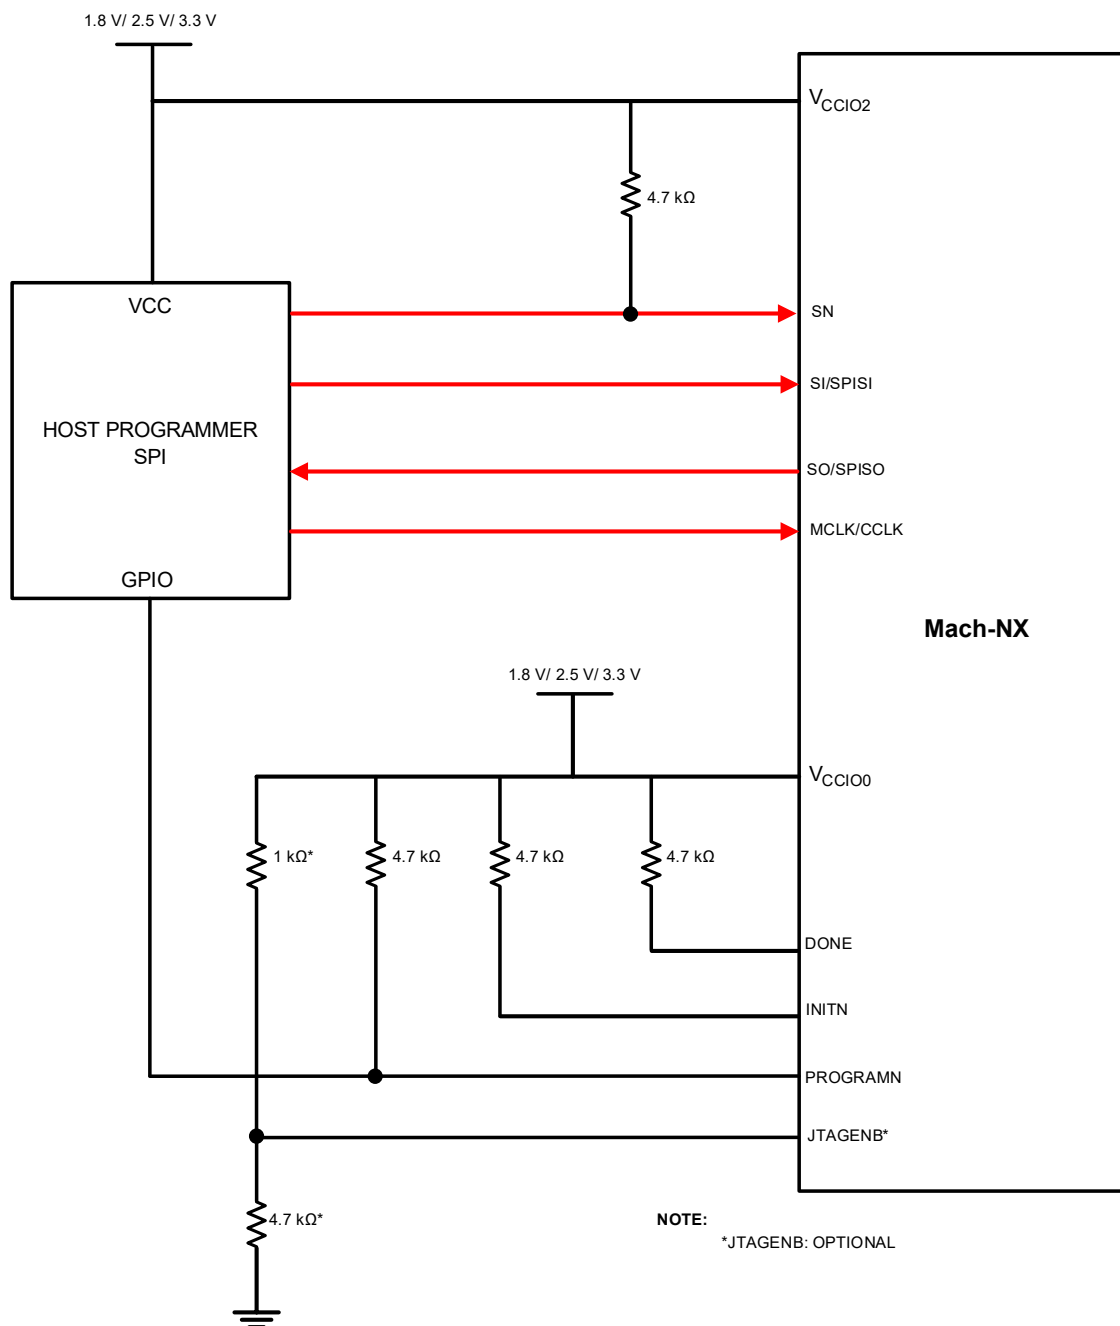 1.8 V/ 2.5 V/ 3.3 V
VCCIO2
4.7 kΩ
VCC
SN
SI/SPISI
HOST PROGRAMMER
SPI
SO/SPISO
MCLK/CCLK
GPIO
Mach-NX
1.8 V/ 2.5 V/ 3.3 V
VCCIO0
1 kΩ*
4.7 kΩ
4.7 kΩ
4.7 kΩ
DONE
INITN
PROGRAMN
JTAGENB*
4.7 kΩ*
NOTE:
*JTAGENB: OPTIONAL